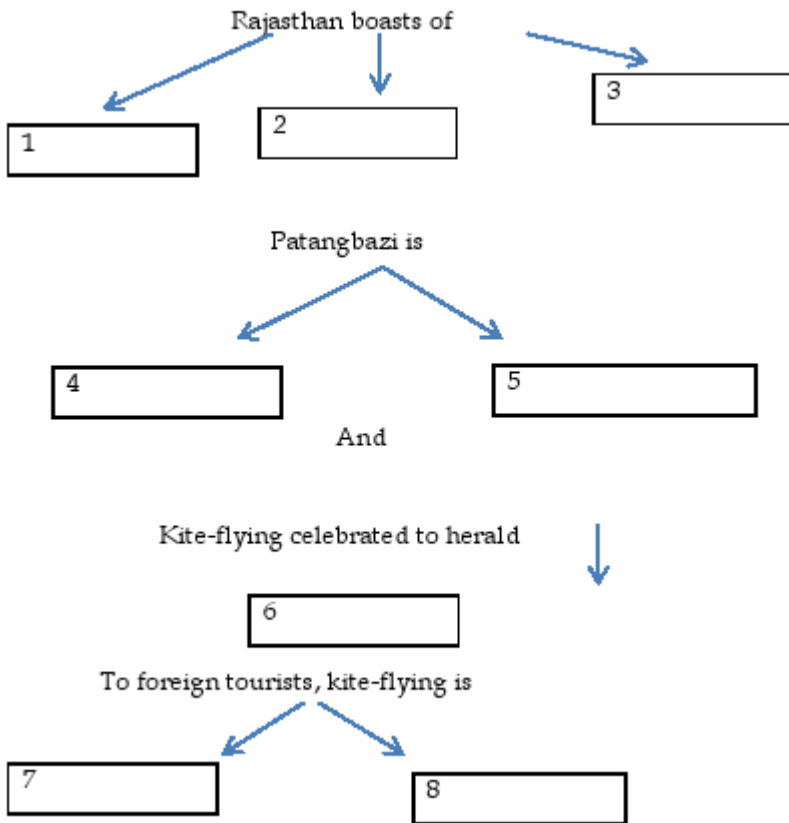 Rajasthan boasts of
1
2
3
Patangbazi is
4
5
And
Kite-flying celebrated to herald
6
To foreign tourists, kite-flying is
7
8